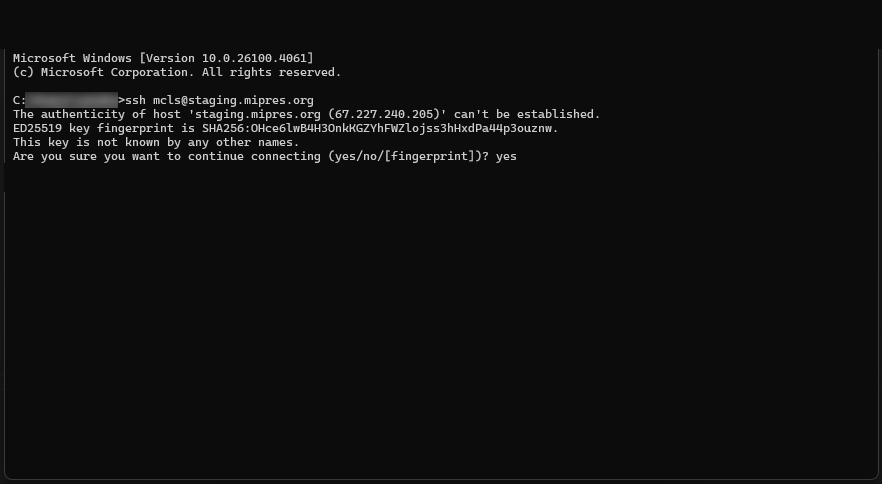 Microsoft Windows [Version 10.0.26100.4061]
(c) Microsoft Corporation. All rights reserved.
C:>ssh mcls@staging.mipres.org
The authenticity of host 'staging.mipres.org (67.227.240.205)' can't be established.
ED25519 key fingerprint is SHA256:OHce6lwB4H3OnkKGZYhFWZlojss3hHxdPa44p3ouznw.
This key is not known by any other names.
Are you sure you want to continue connecting (yes/no/[fingerprint])? yes